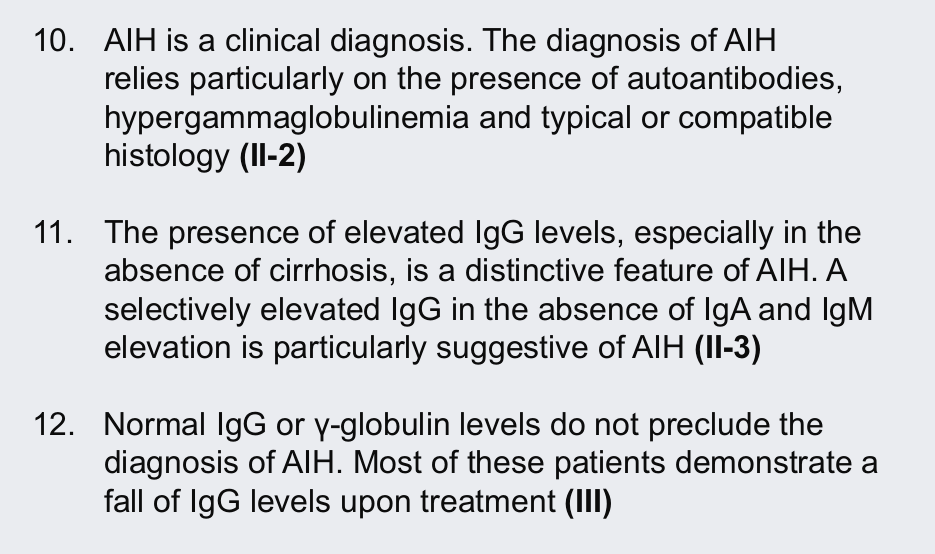 10. AIH is a clinical diagnosis. The diagnosis of AIH
relies particularly on the presence of autoantibodies,
hypergammaglobulinemia and typical or compatible
histology (II-2)
11. The presence of elevated IgG levels, especially in the
absence of cirrhosis, is a distinctive feature of AIH. A
selectively elevated IgG in the absence of IgA and IgM
elevation is particularly suggestive of AIH (II-3)
12. Normal IgG or γ-globulin levels do not preclude the
diagnosis of AIH. Most of these patients demonstrate a
fall of IgG levels upon treatment (III)